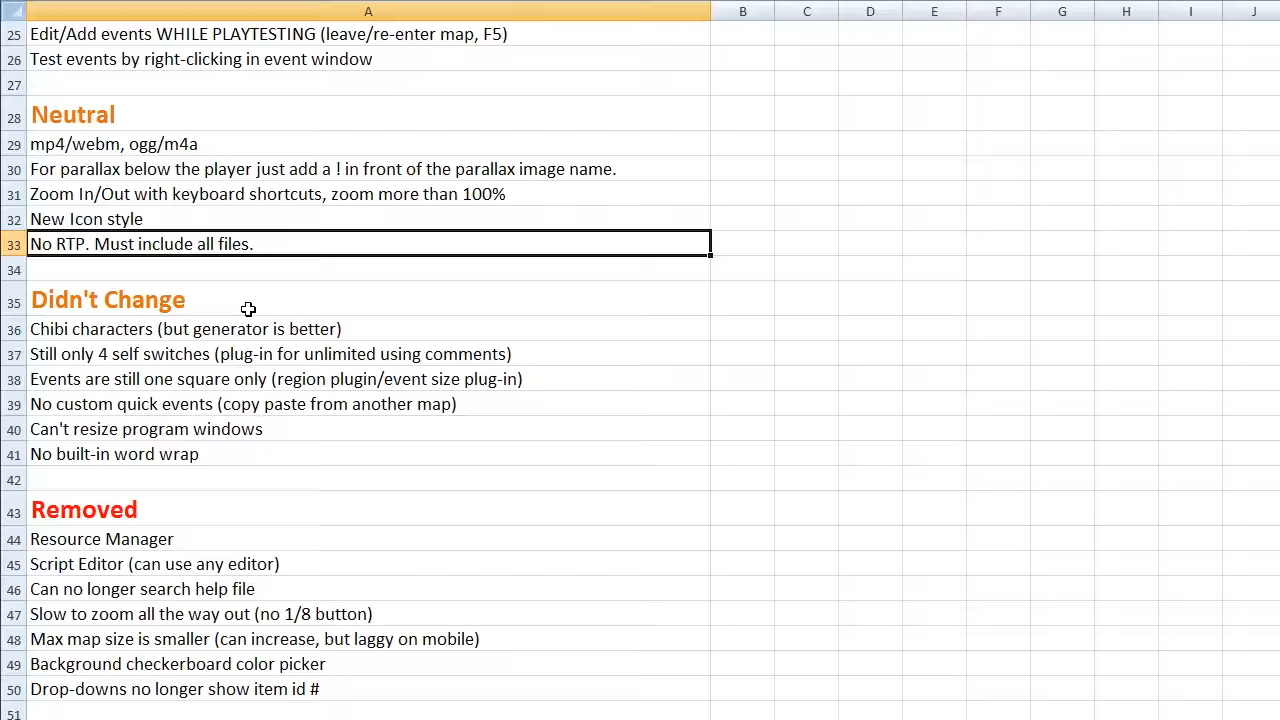 A B C D E F G H I J
25 Edit/Add events WHILE PLAYTESTING (leave/re-enter map, F5)
26 Test events by right-clicking in event window
27
28 Neutral
29 mp4/webm, ogg/m4a
30 For parallax below the player just add a ! in front of the parallax image name.
31 Zoom In/Out with keyboard shortcuts, zoom more than 100%
32 New Icon style
33 No RTP. Must include all files.
34
35 Didn't Change
36 Chibi characters (but generator is better)
37 Still only 4 self switches (plug-in for unlimited using comments)
38 Events are still one square only (region plugin/event size plug-in)
39 No custom quick events (copy paste from another map)
40 Can't resize program windows
41 No built-in word wrap
42
43 Removed
44 Resource Manager
45 Script Editor (can use any editor)
46 Can no longer search help file
47 Slow to zoom all the way out (no 1/8 button)
48 Max map size is smaller (can increase, but laggy on mobile)
49 Background checkerboard color picker
50 Drop-downs no longer show item id #
51